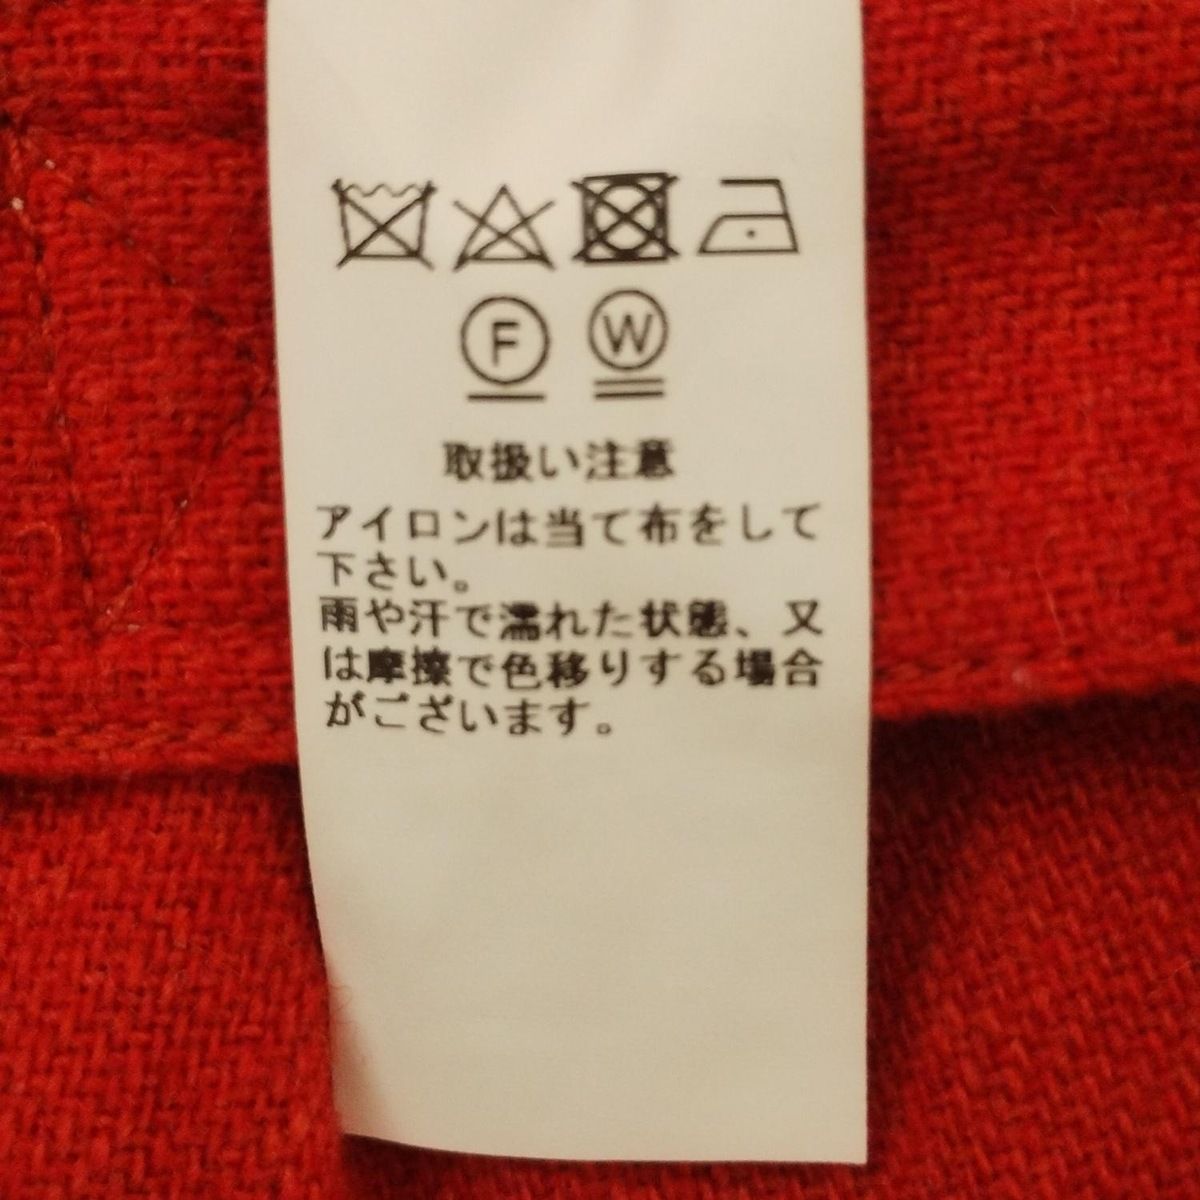 F W
取扱い注意
アイロンは当て布をして
下さい。
雨や汗で濡れた状態、又
は摩擦で色移りする場合
がございます。